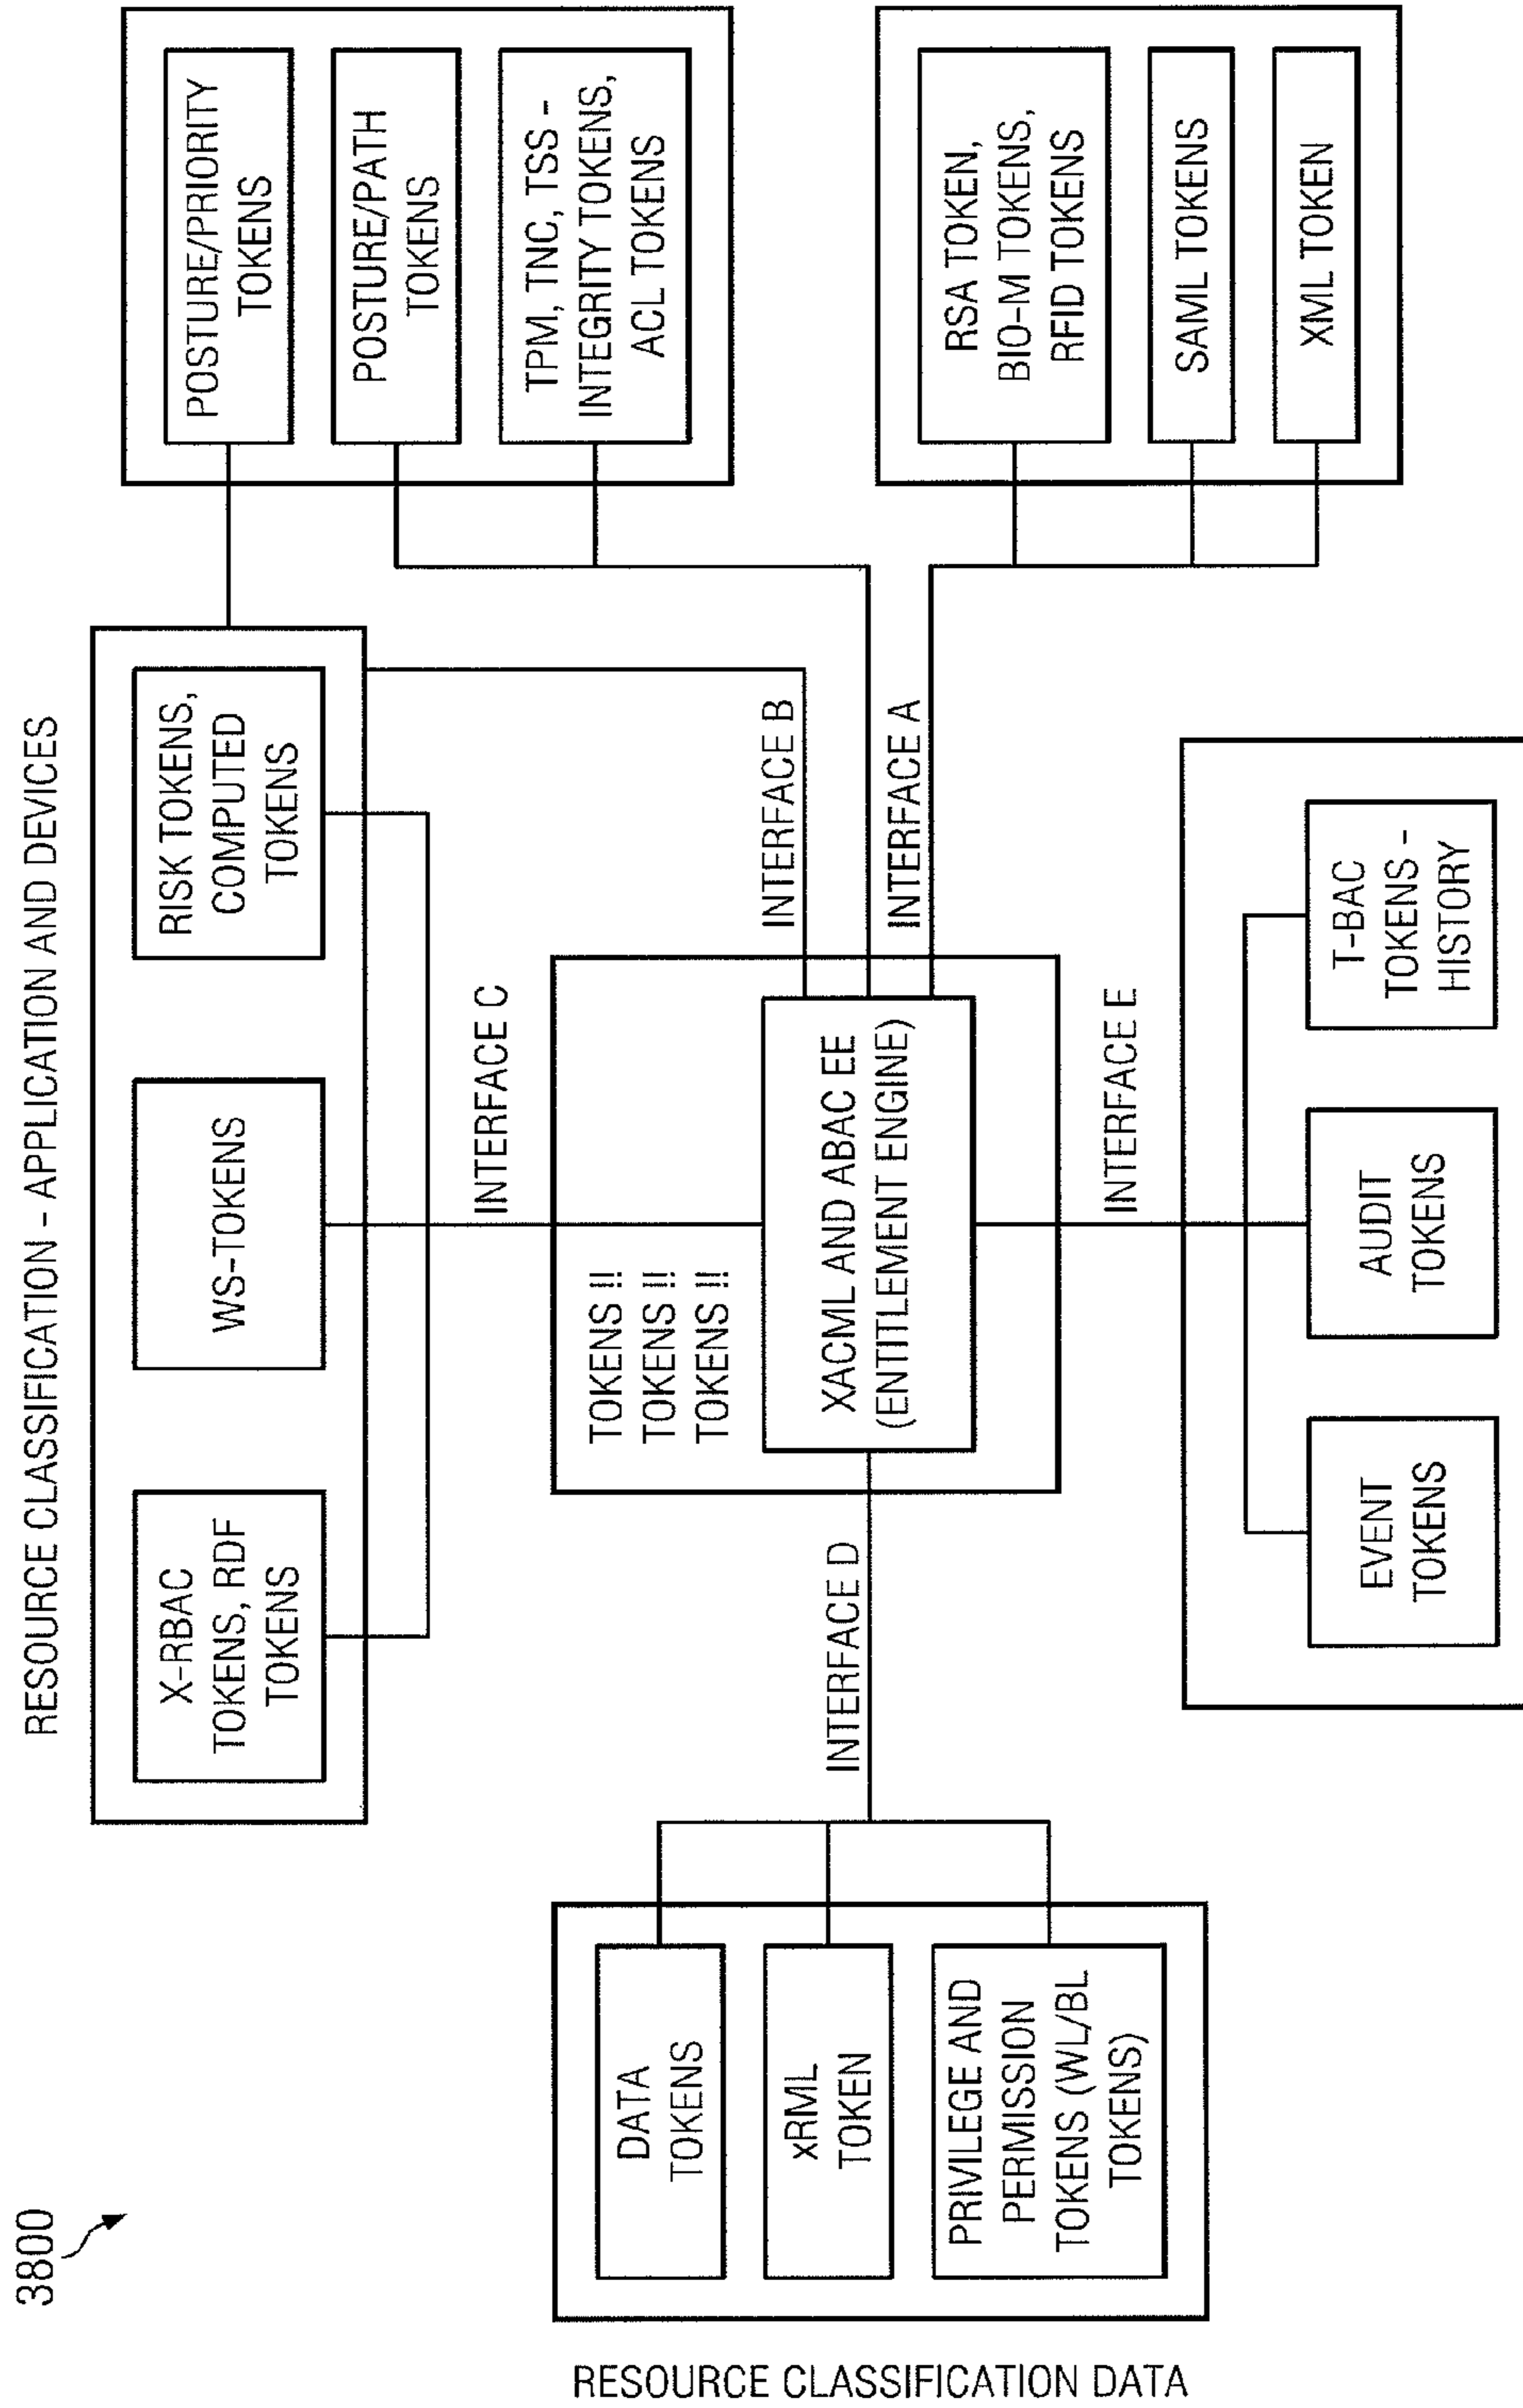 3800
RESOURCE CLASSIFICATION - APPLICATION AND DEVICES
X-RBAC
TOKENS, RDF
TOKENS
WS-TOKENS
RISK TOKENS,
COMPUTED
TOKENS
POSTURE/PRIORITY
TOKENS
POSTURE/PATH
TOKENS
TPM, TNC, TSS -
INTEGRITY TOKENS,
ACL TOKENS
INTERFACE C
INTERFACE B
INTERFACE A
TOKENS !!
TOKENS !!
TOKENS !!
XACML AND ABAC EE
(ENTITLEMENT ENGINE)
INTERFACE D
INTERFACE E
RESOURCE CLASSIFICATION DATA
DATA
TOKENS
xRML
TOKEN
PRIVILEGE AND
PERMISSION
TOKENS (WL/BL
TOKENS)
RSA TOKEN,
BIO-M TOKENS,
RFID TOKENS
SAML TOKENS
XML TOKEN
EVENT
TOKENS
AUDIT
TOKENS
T-BAC
TOKENS -
HISTORY